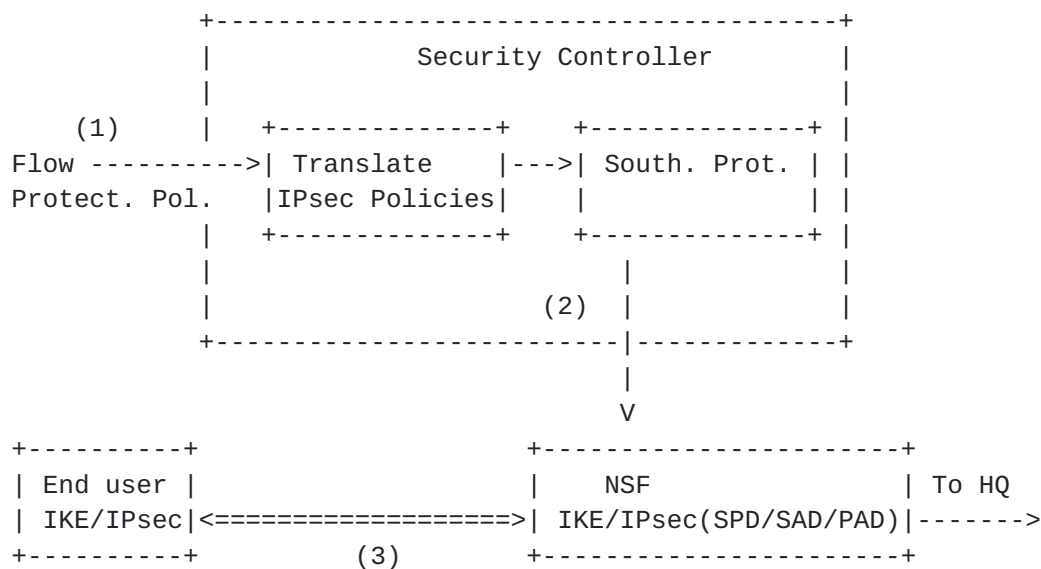 +----------------------------------------+
|             Security Controller        |
|                                        |
(1)     |   +--------------+    +--------------+ |
Flow ---------->| Translate    |--->| South. Prot. | |
Protect. Pol.   |IPsec Policies|    |              | |
|   +--------------+    +--------------+ |
|                          |             |
|                     (2)  |             |
+--------------------------|-------------+
|
V
+----------+                     +-----------------------+
| End user |                     |    NSF                | To HQ
| IKE/IPsec|<===================>| IKE/IPsec(SPD/SAD/PAD)|------->
+----------+          (3)        +-----------------------+